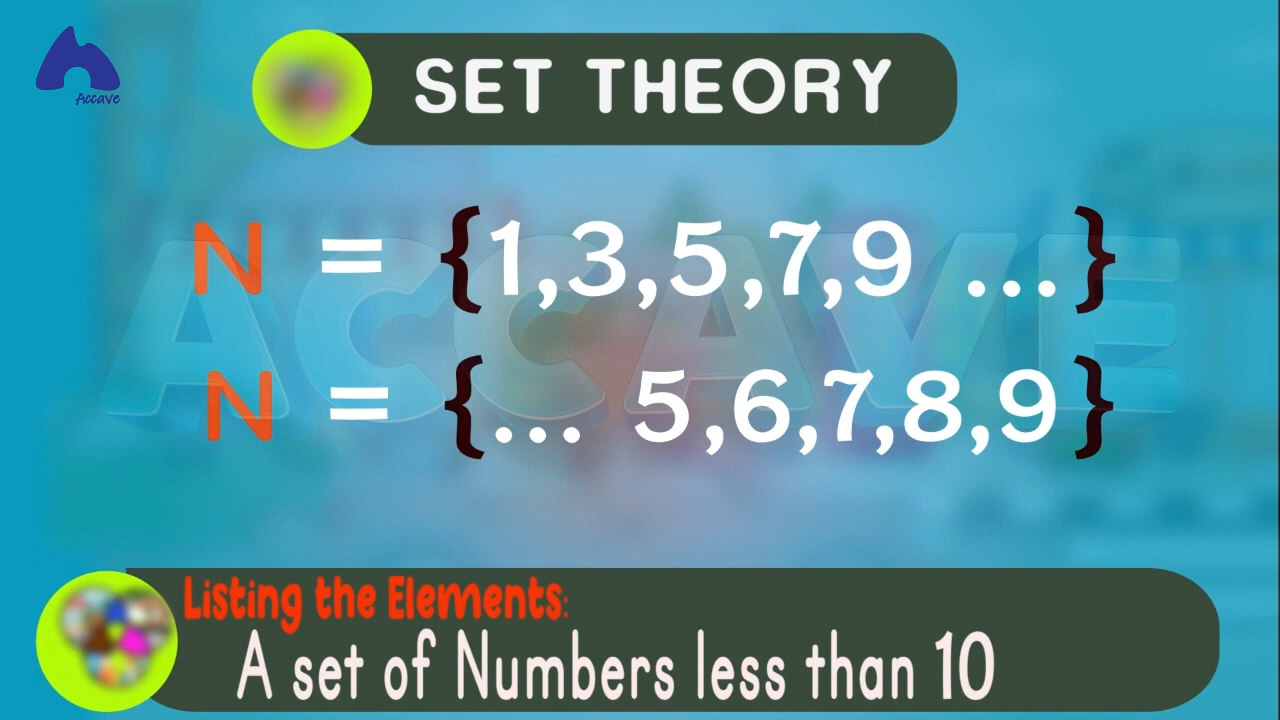 Accave
SET THEORY
ACCAVE
N = {1,3,5,7,9 ...}
N = {... 5,6,7,8,9}
Listing the Elements:
A set of Numbers less than 10